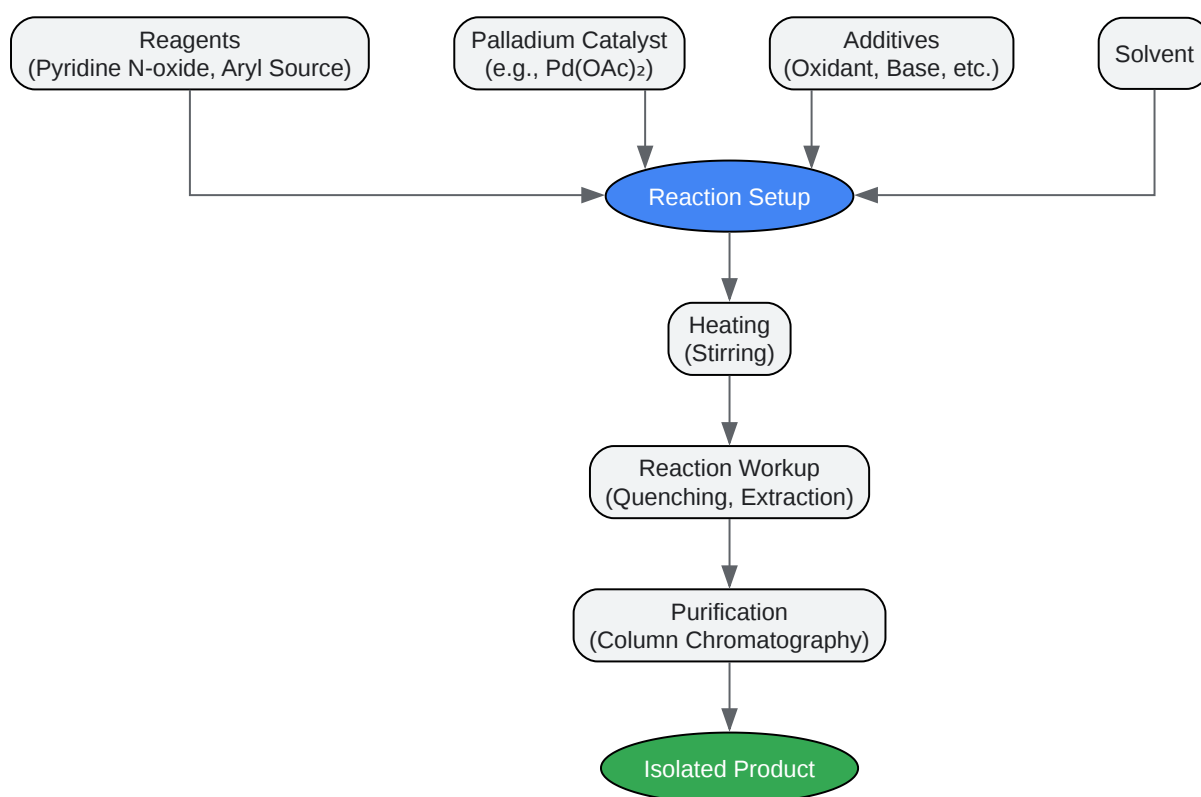 Reagents
(Pyridine N-oxide, Aryl Source)
Palladium Catalyst
(e.g., Pd(OAc)₂)
Additives
(Oxidant, Base, etc.)
Solvent
Reaction Setup
Heating
(Stirring)
Reaction Workup
(Quenching, Extraction)
Purification
(Column Chromatography)
Isolated Product